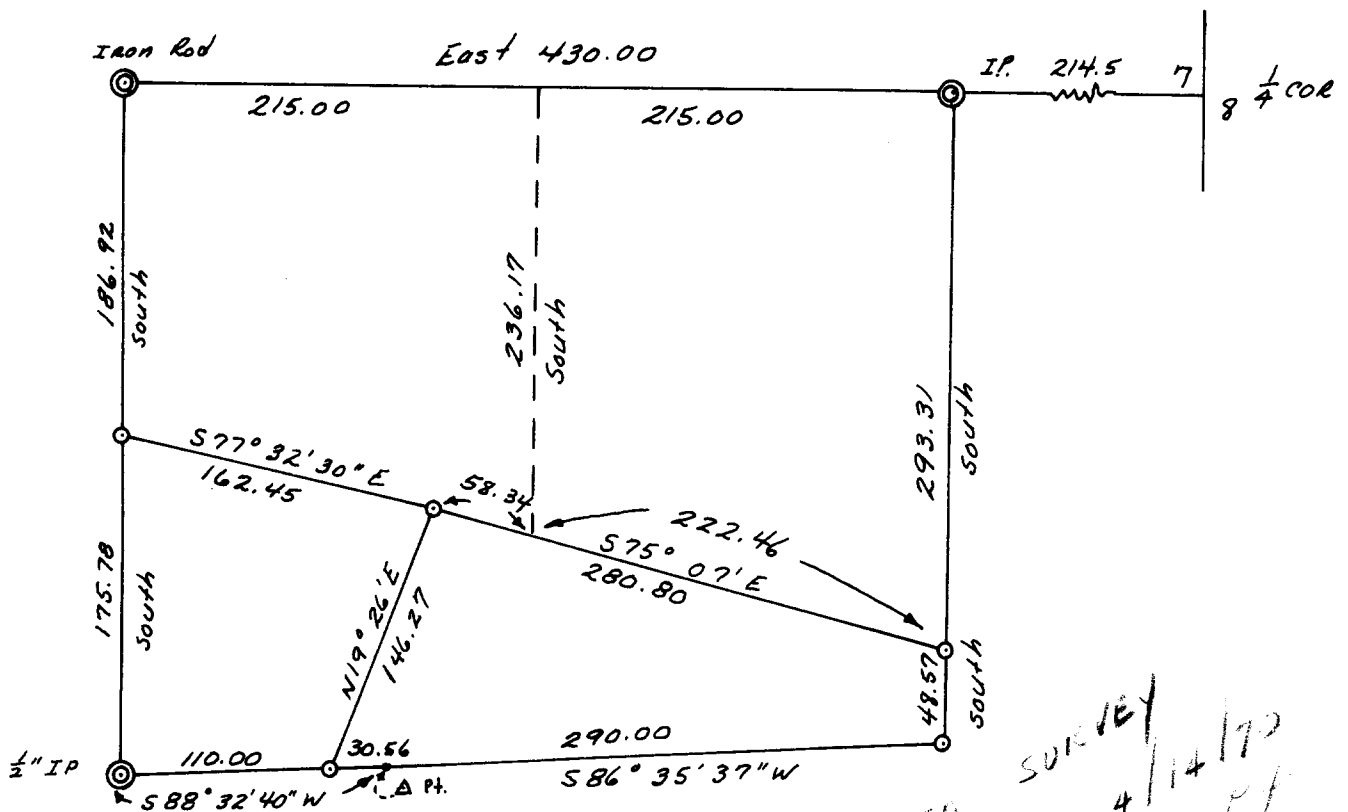 Iron Rod
East 430.00
IP.
214.5
7
8
1/4 COR
215.00
215.00
186.92
South
236.17
South
293.31
South
S77° 32' 30" E
162.45
58.34
222.46
S75° 07' E
280.80
175.78
South
N19° 26' E
146.27
48.57
South
1/2" IP
110.00
30.56
290.00
Δ Pt.
S88° 32' 40" W
S86° 35' 37" W
SURVEY
4/14/